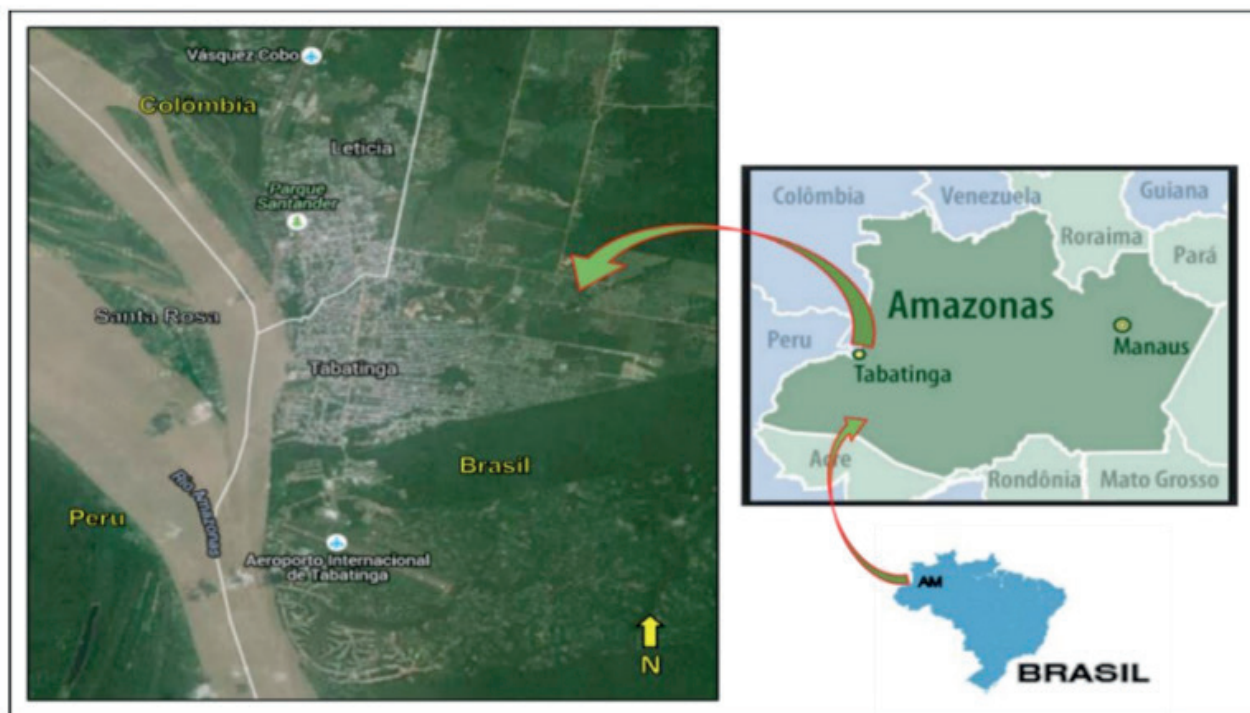 Vásquez Cobo
Colômbia
Letícia
Parque
Santander
Santa Rosa
Tabatinga
Brasil
Rio Amazonas
Peru
Aeroporto Internacional
de Tabatinga
N
Colômbia
Venezuela
Guiana
Roraima
Pará
Amazonas
Peru
Manaus
Tabatinga
Acre
Rondônia
Mato Grosso
AM
BRASIL